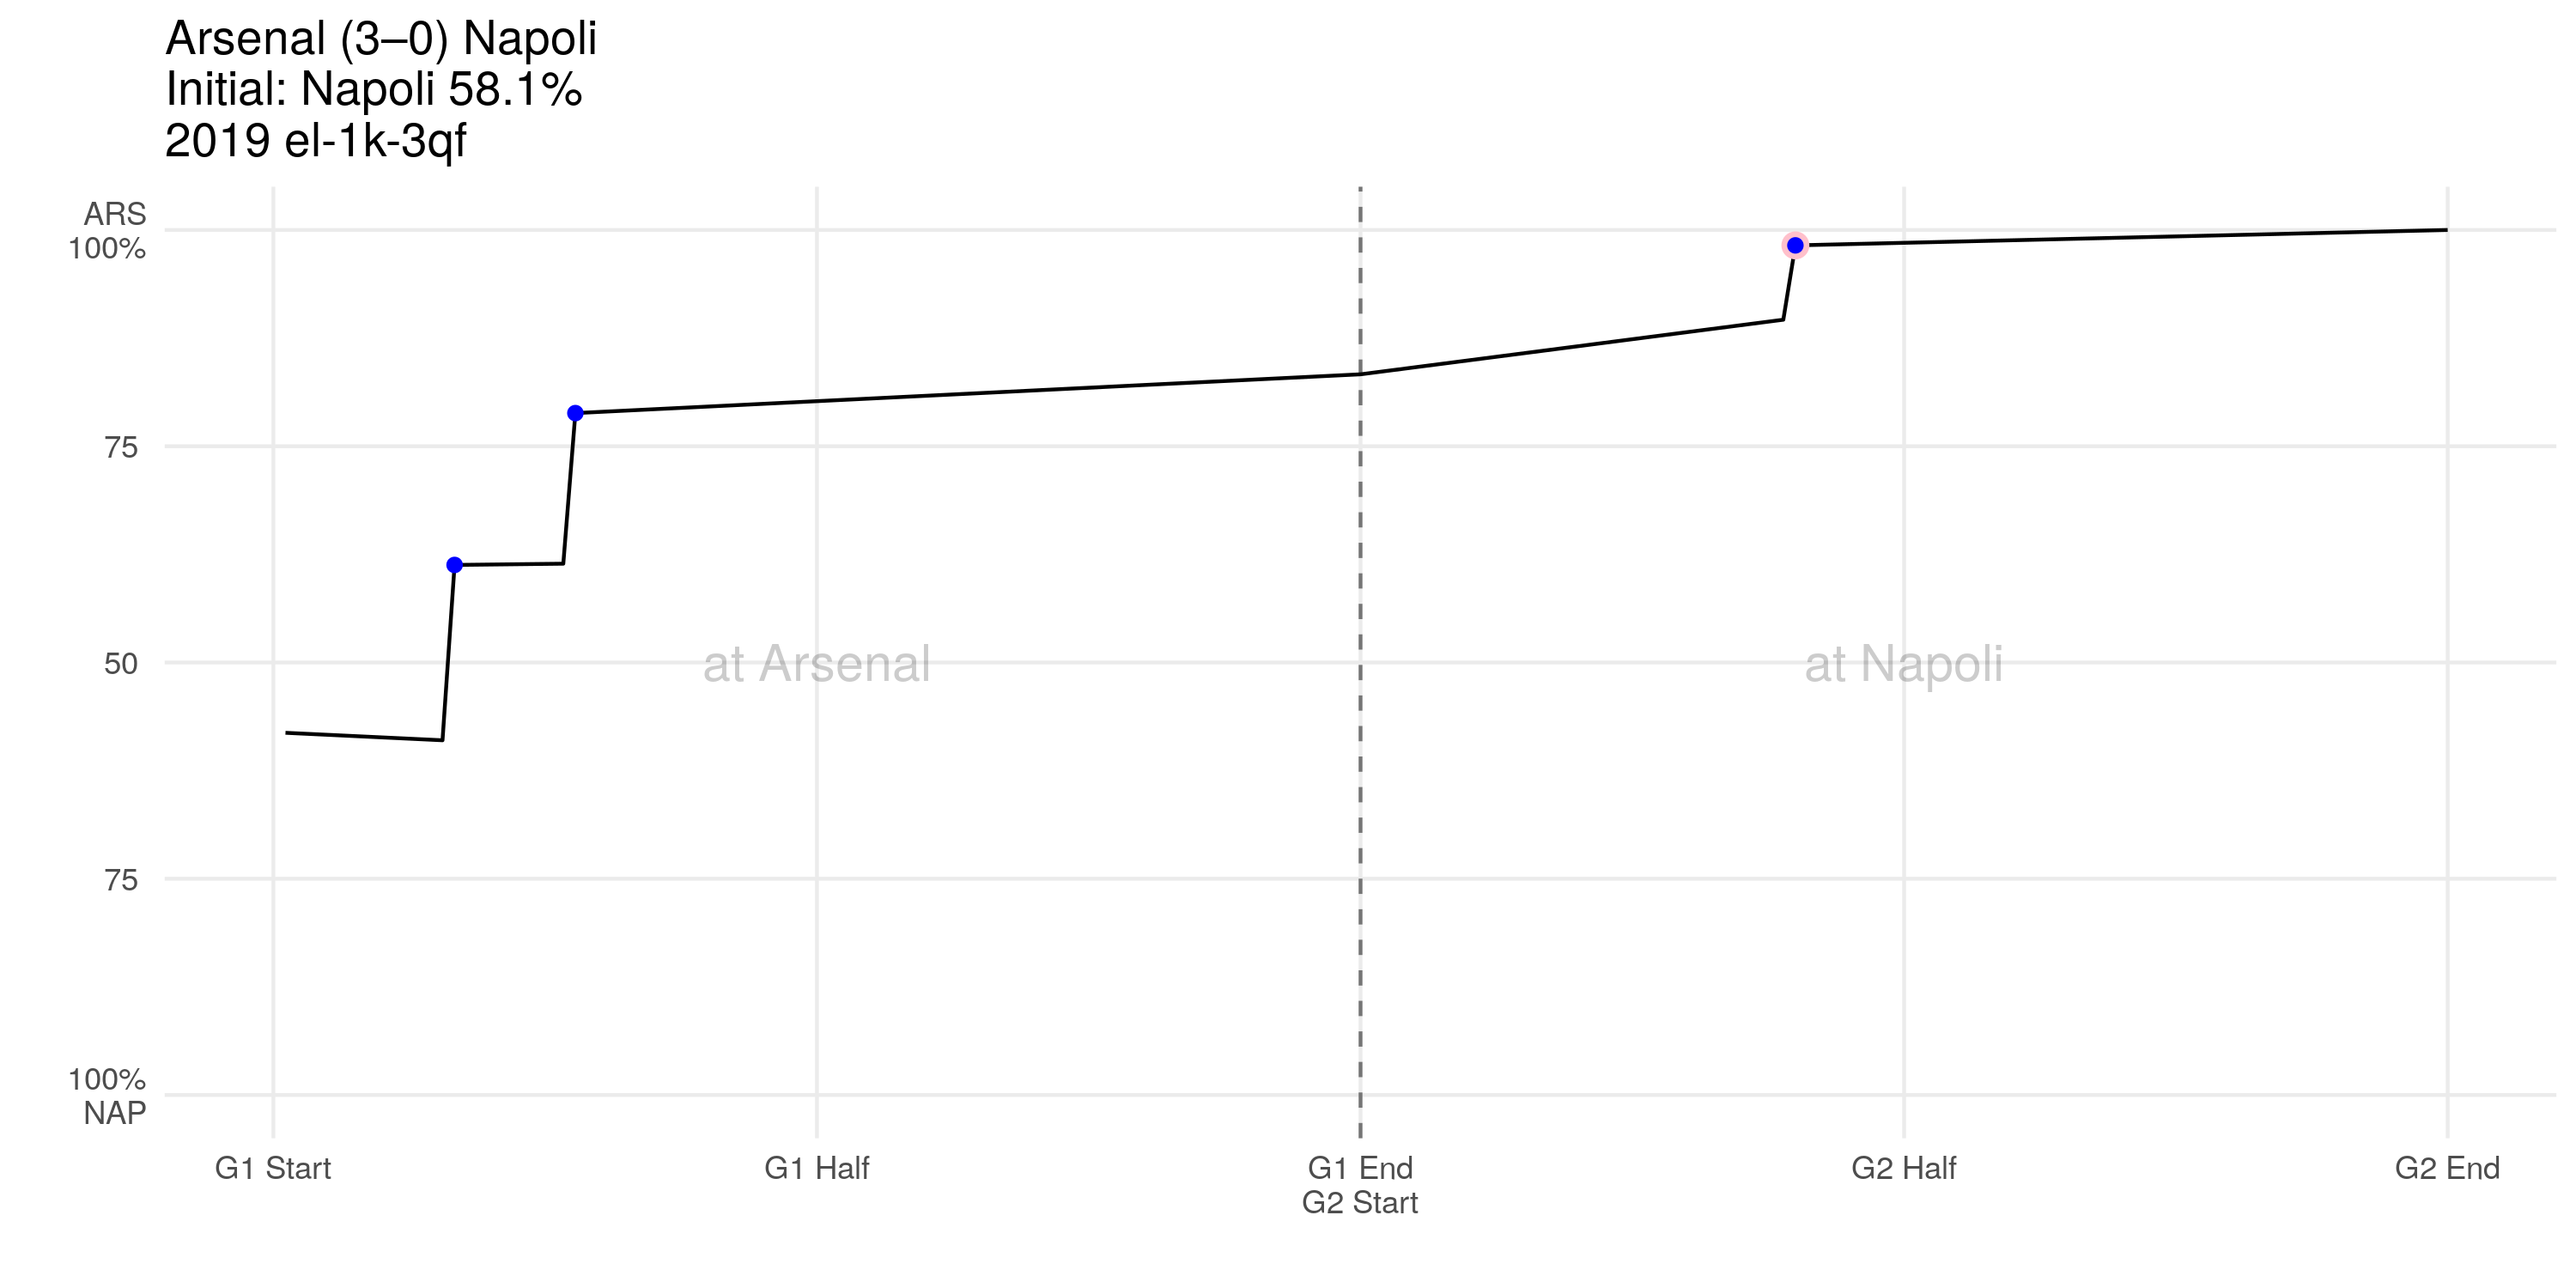 Arsenal (3–0) Napoli
Initial: Napoli 58.1%
2019 el-1k-3qf
ARS
100%
75
50
75
100%
NAP
at Arsenal
at Napoli
G1 Start
G1 Half
G1 End
G2 Start
G2 Half
G2 End